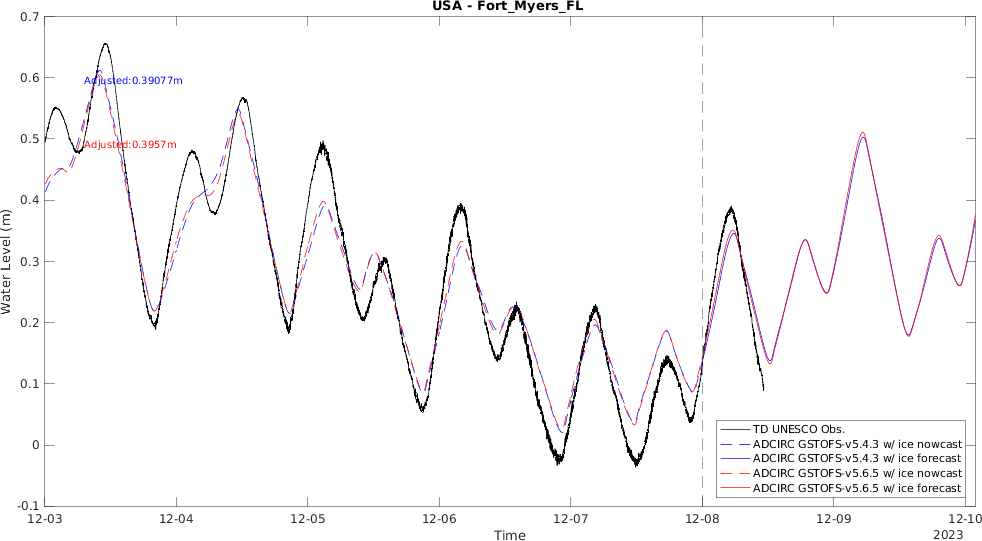 USA - Fort_Myers_FL
0.7
0.6
0.5
0.4
0.3
0.2
0.1
0
-0.1
Water Level (m)
Adjusted:0.39077m
Adjusted:0.3957m
TD UNESCO Obs.
ADCIRC GSTOFS-v5.4.3 w/ ice nowcast
ADCIRC GSTOFS-v5.4.3 w/ ice forecast
ADCIRC GSTOFS-v5.6.5 w/ ice nowcast
ADCIRC GSTOFS-v5.6.5 w/ ice forecast
12-03 12-04 12-05 12-06 12-07 12-08 12-09 12-10
Time
2023